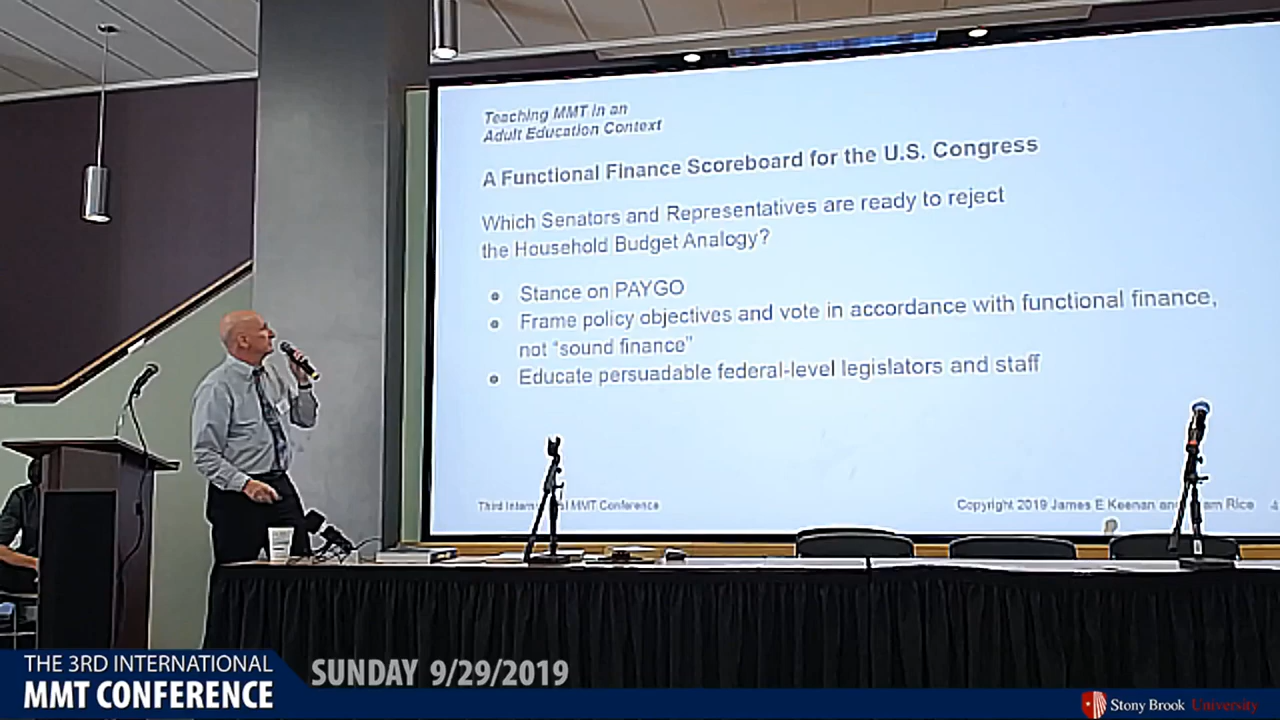 Teaching MMT in an
Adult Education Context
A Functional Finance Scoreboard for the U.S. Congress
Which Senators and Representatives are ready to reject
the Household Budget Analogy?
Stance on PAYGO
Frame policy objectives and vote in accordance with functional finance,
not “sound finance”
Educate persuadable federal-level legislators and staff
Third MMT Conference
Copyright 2019 James E Keenan Rice
THE 3RD INTERNATIONAL
MMT CONFERENCE
SUNDAY 9/29/2019
Stony Brook University